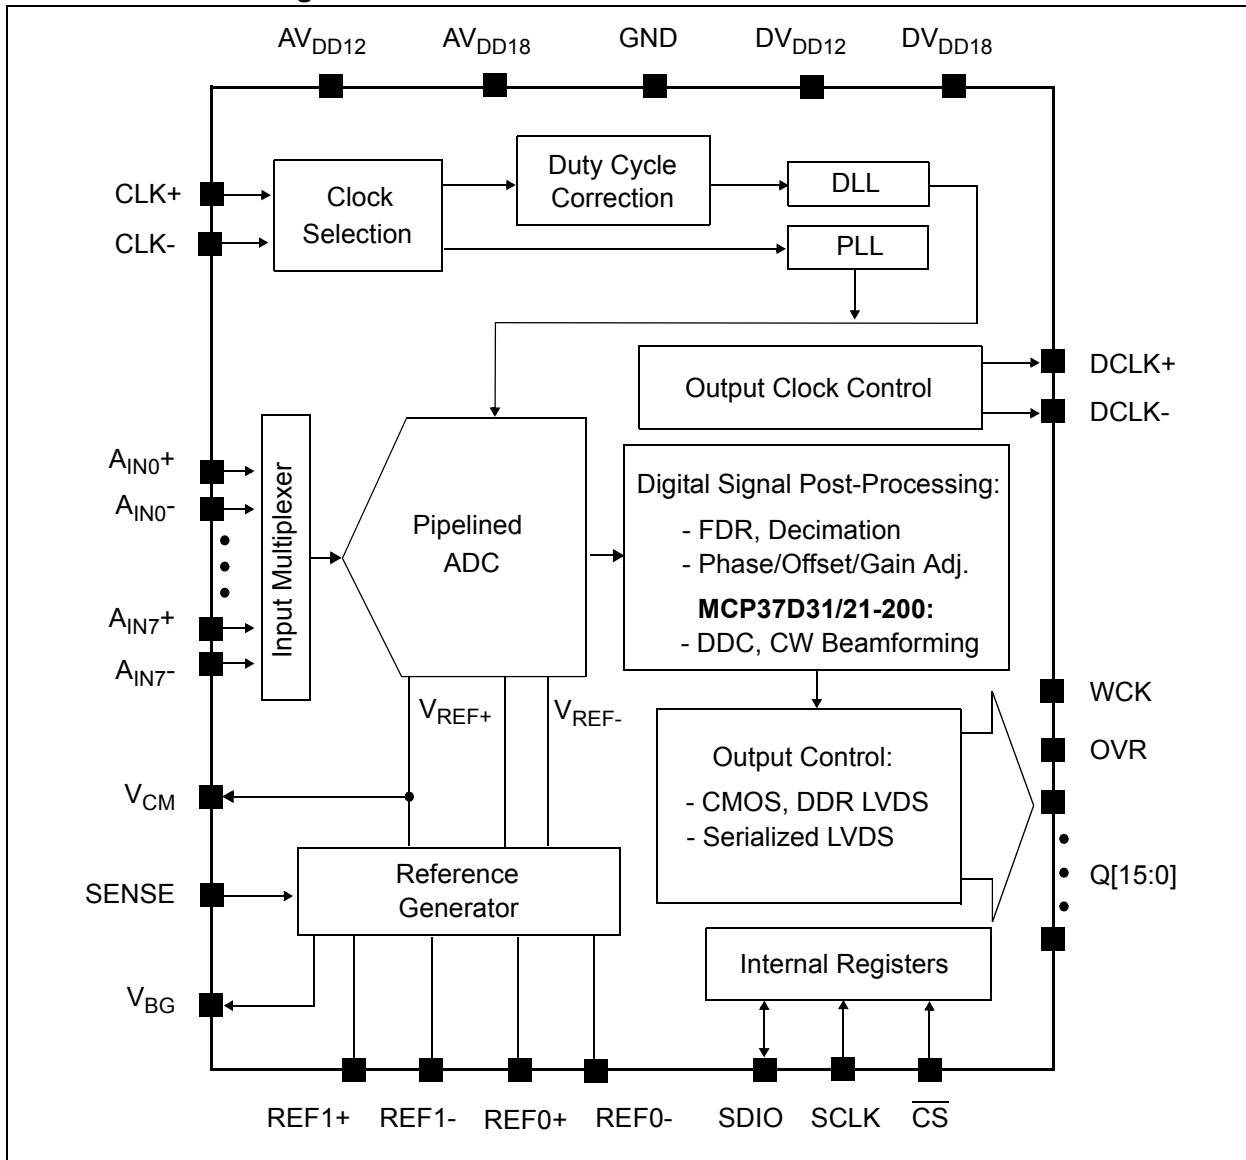 AVDD12 AVDD18 GND DVDD12 DVDD18
CLK+
CLK-
Clock
Selection
Duty Cycle
Correction
DLL
PLL
Output Clock Control
DCLK+
DCLK-
AIN0+
AIN0-
AIN7+
AIN7-
Input Multiplexer
Pipelined
ADC
Digital Signal Post-Processing:
- FDR, Decimation
- Phase/Offset/Gain Adj.
MCP37D31/21-200:
- DDC, CW Beamforming
VREF+
VREF-
Output Control:
- CMOS, DDR LVDS
- Serialized LVDS
WCK
OVR
Q[15:0]
VCM
SENSE
VBG
Reference
Generator
Internal Registers
REF1+ REF1- REF0+ REF0- SDIO SCLK C̅S̅